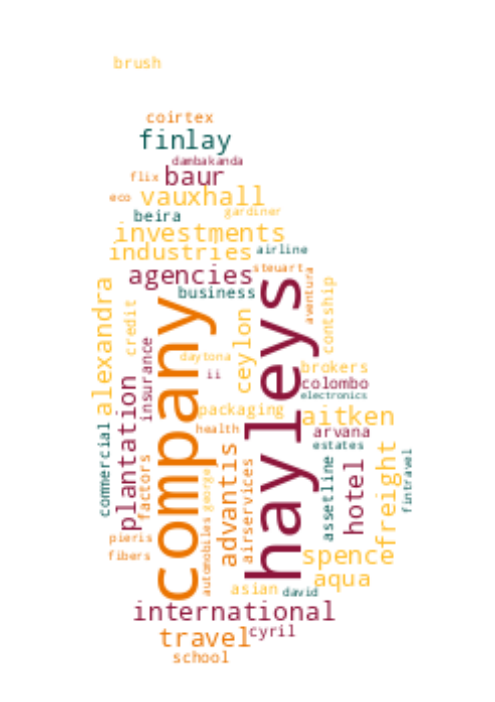 brush
coirtex
finlay
dambakanda
flix
baur
eco
vauxhall
beira
gardiner
investments
industries
airline
agencies
steuart
business
alexandra
credit
company
hayleys
aventura
contship
ceylon
insurance
daytona
ii
brokers
colombo
electronics
plantation
packaging
aitken
health
arvana
estates
commercial
factors
george
advantis
airservices
assetline
hotel
freight
fintravel
automobiles
pieris
fibers
spence
aqua
asian
david
international
travel
cyril
school